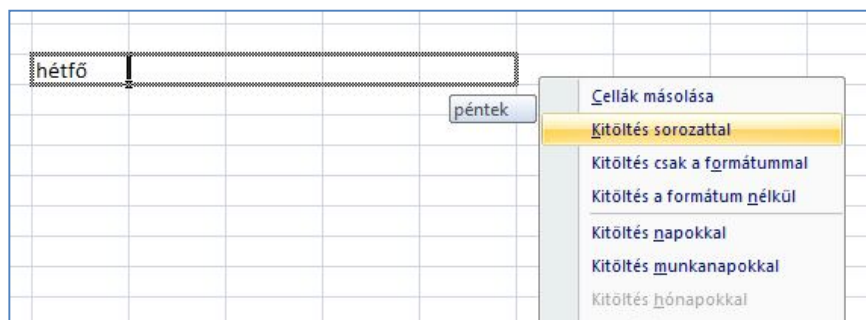 hétfő
péntek
Cellák másolása
Kitöltés sorozattal
Kitöltés csak a formátummal
Kitöltés a formátum nélkül
Kitöltés napokkal
Kitöltés munkanapokkal
Kitöltés hónapokkal